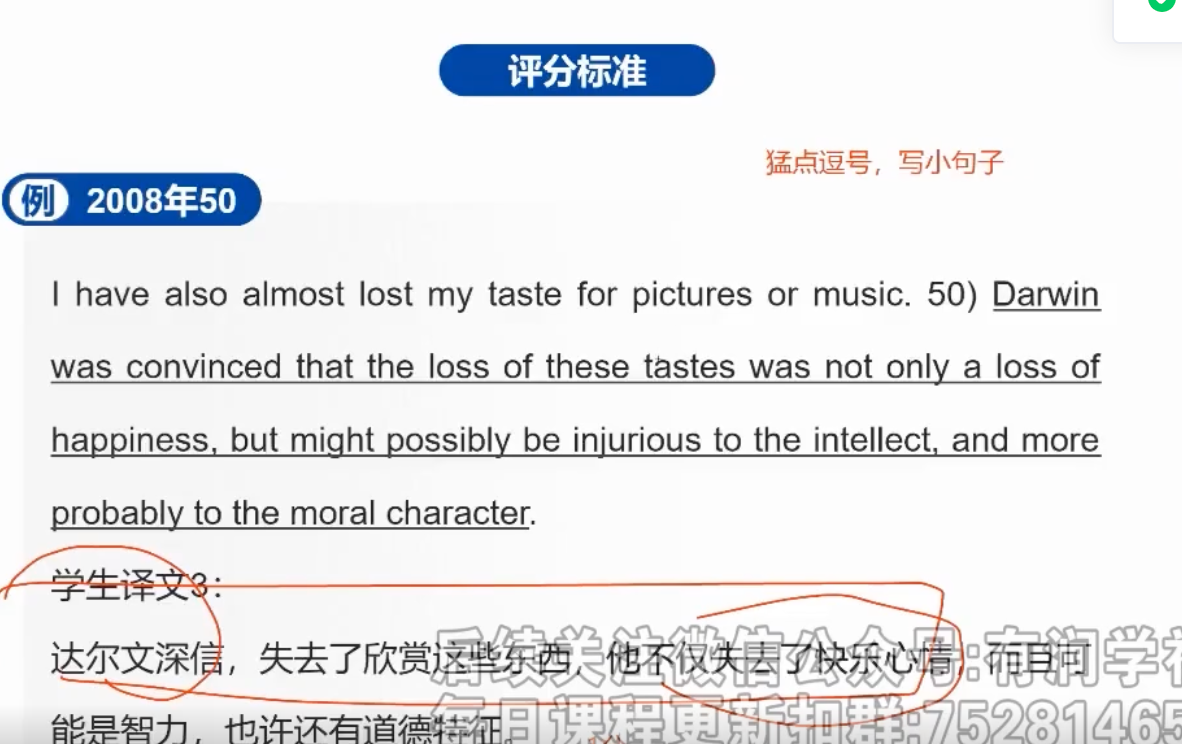 评分标准
猛点逗号，写小句子
例 2008年50
I have also almost lost my taste for pictures or music. 50) Darwin
was convinced that the loss of these tastes was not only a loss of
happiness, but might possibly be injurious to the intellect, and more
probably to the moral character.
学生译文3：
达尔文深信，失去了欣赏这些东西，他不仅失去了快乐心情，而且可
后续关注微信公众号:有润学社
能是智力，也许还有道德特征。
每日课程更新扣群:75281465